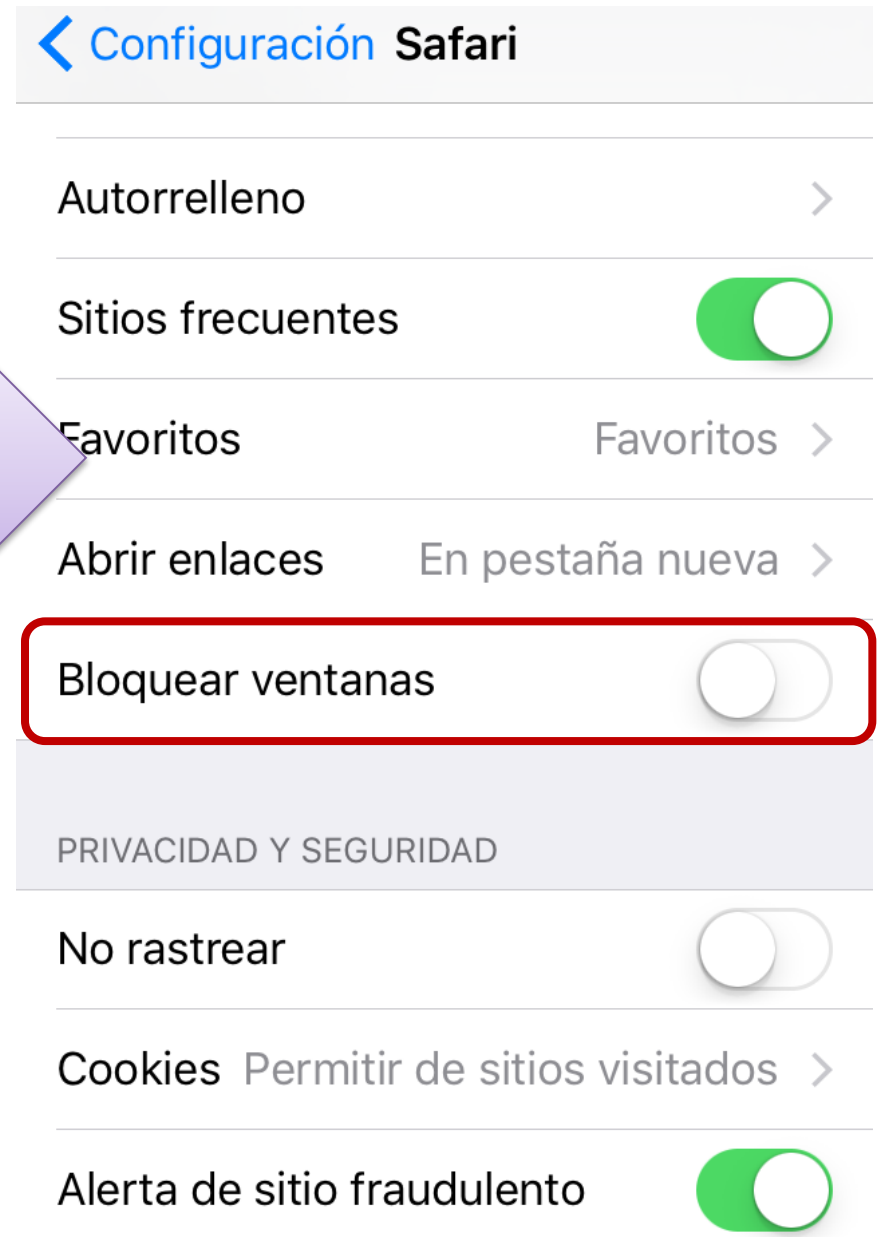 Configuración Safari
Autorrelleno
Sitios frecuentes
Favoritos Favoritos
Abrir enlaces En pestaña nueva
Bloquear ventanas
PRIVACIDAD Y SEGURIDAD
No rastrear
Cookies Permitir de sitios visitados
Alerta de sitio fraudulento